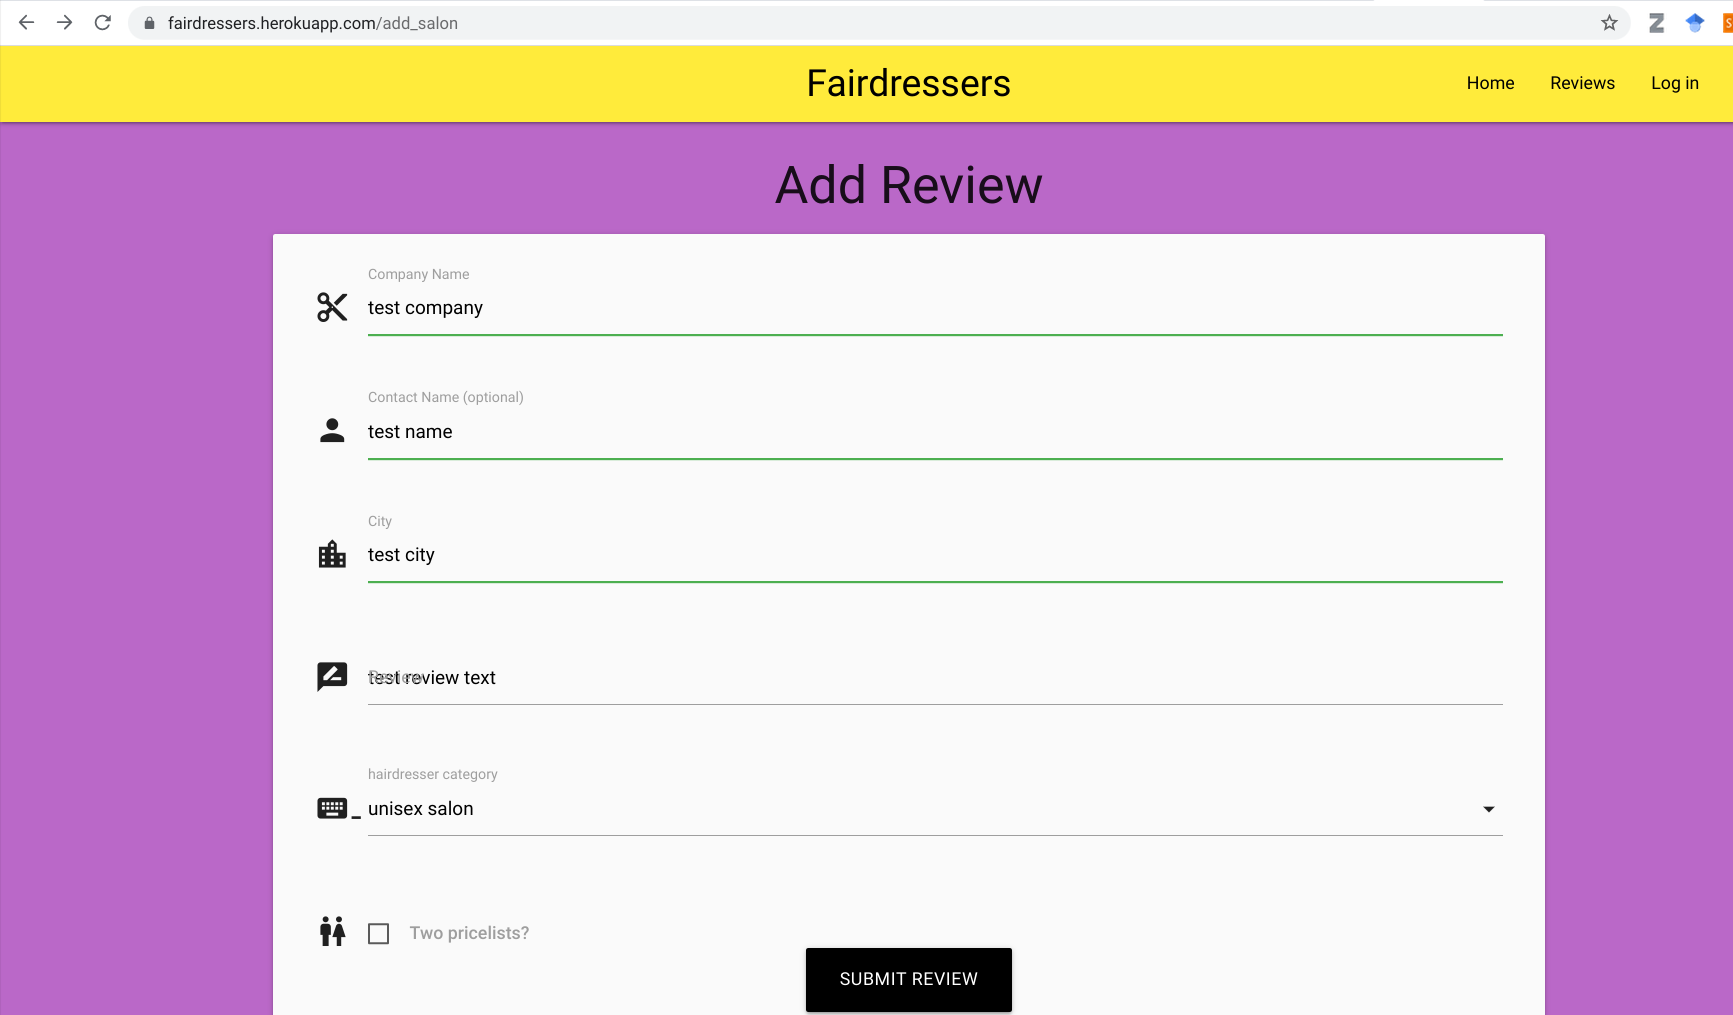 fairdressers.herokuapp.com/add_salon
Fairdressers
Home Reviews Log in
Add Review
Company Name
test company
Contact Name (optional)
test name
City
test city
Review
test review text
hairdresser category
unisex salon
Two pricelists?
SUBMIT REVIEW